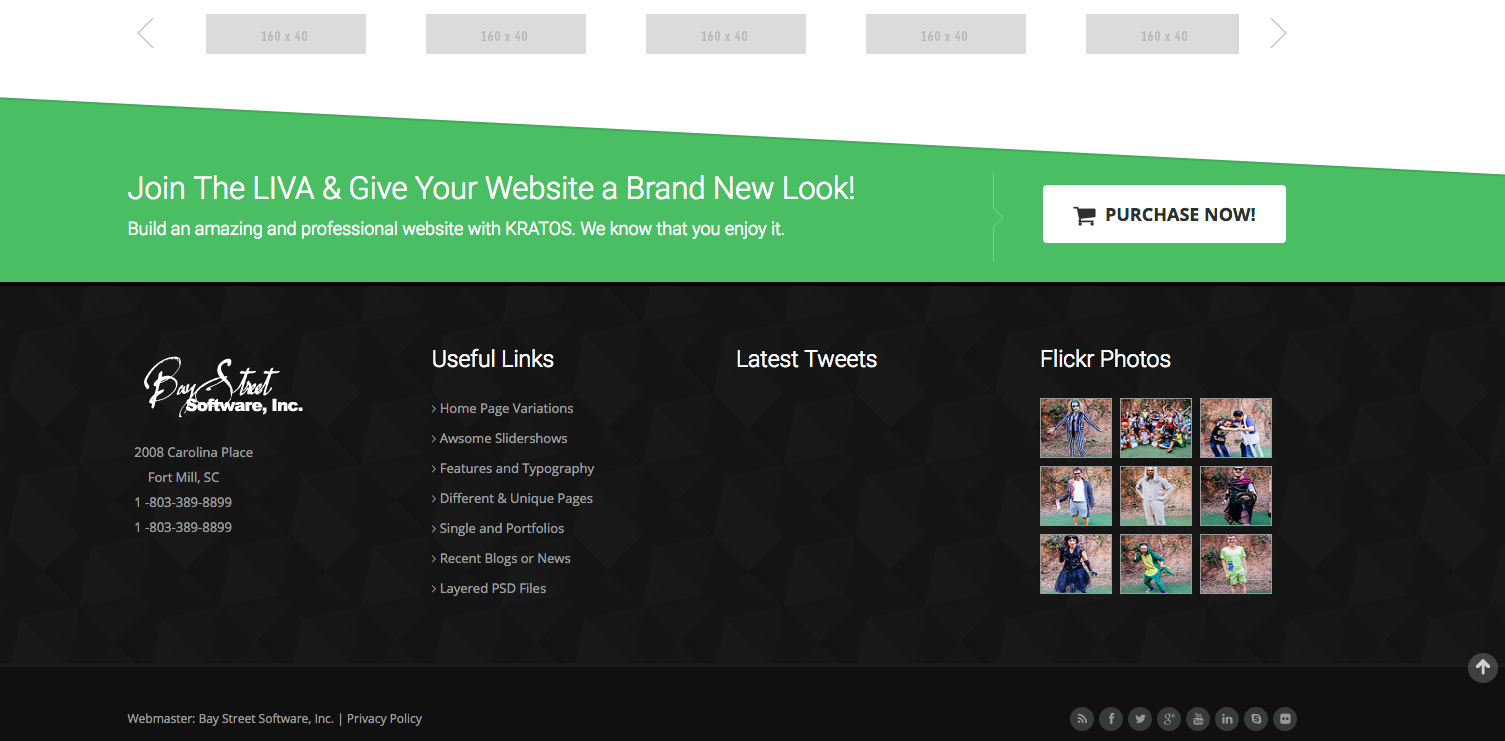 160 x 40
160 x 40
160 x 40
160 x 40
160 x 40
Join The LIVA & Give Your Website a Brand New Look!
Build an amazing and professional website with KRATOS. We know that you enjoy it.
PURCHASE NOW!
Bay Street
Software, Inc.
2008 Carolina Place
Fort Mill, SC
1 -803-389-8899
1 -803-389-8899
Useful Links
Home Page Variations
Awsome Slidershows
Features and Typography
Different & Unique Pages
Single and Portfolios
Recent Blogs or News
Layered PSD Files
Latest Tweets
Flickr Photos
Webmaster: Bay Street Software, Inc. | Privacy Policy